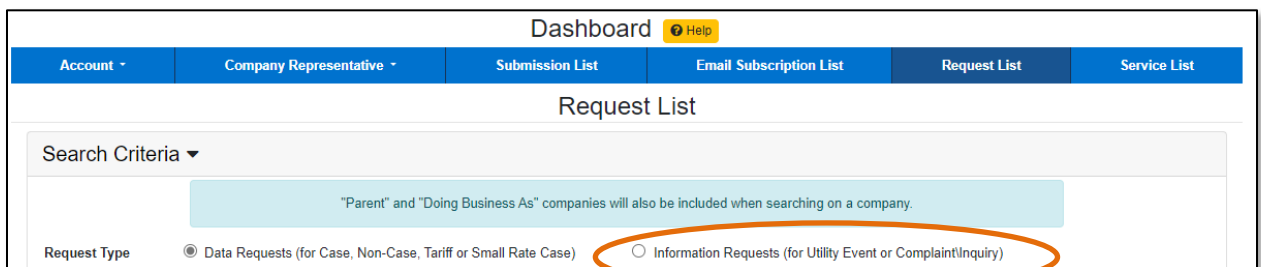 Dashboard Help
Account Company Representative Submission List Email Subscription List Request List Service List
Request List
Search Criteria
"Parent" and "Doing Business As" companies will also be included when searching on a company.
Request Type Data Requests (for Case, Non-Case, Tariff or Small Rate Case) Information Requests (for Utility Event or Complaint\Inquiry)